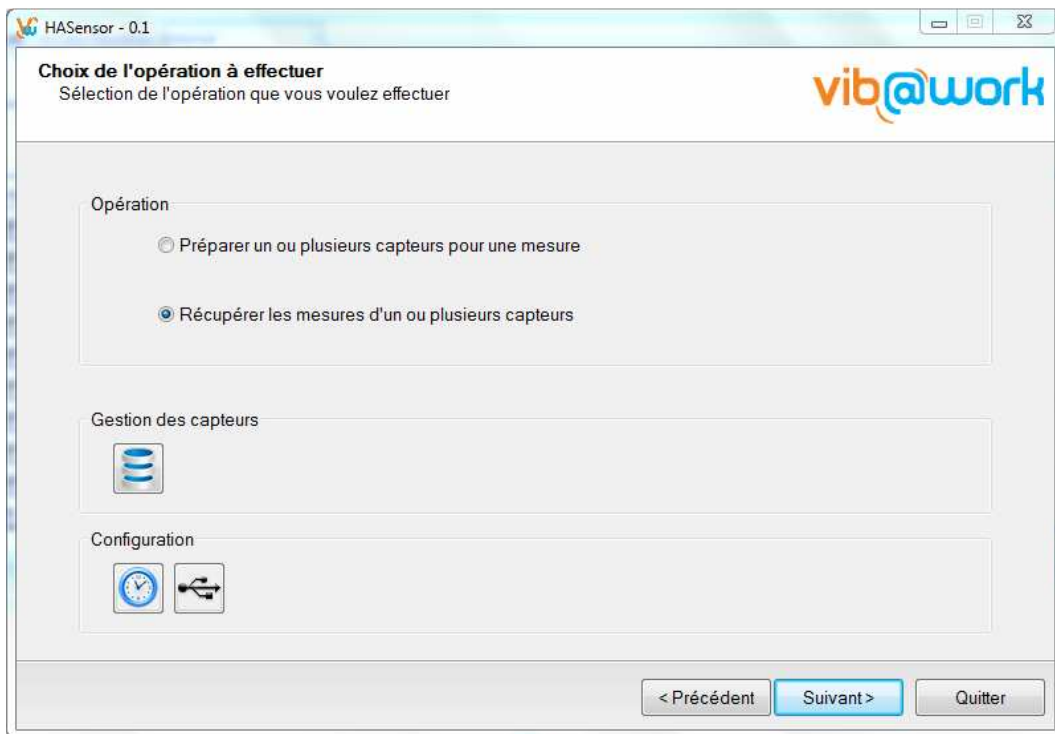 HASensor - 0.1
Choix de l'opération à effectuer
Sélection de l'opération que vous voulez effectuer
vib@work
Opération
Préparer un ou plusieurs capteurs pour une mesure
Récupérer les mesures d'un ou plusieurs capteurs
Gestion des capteurs
Configuration
< Précédent
Suivant >
Quitter